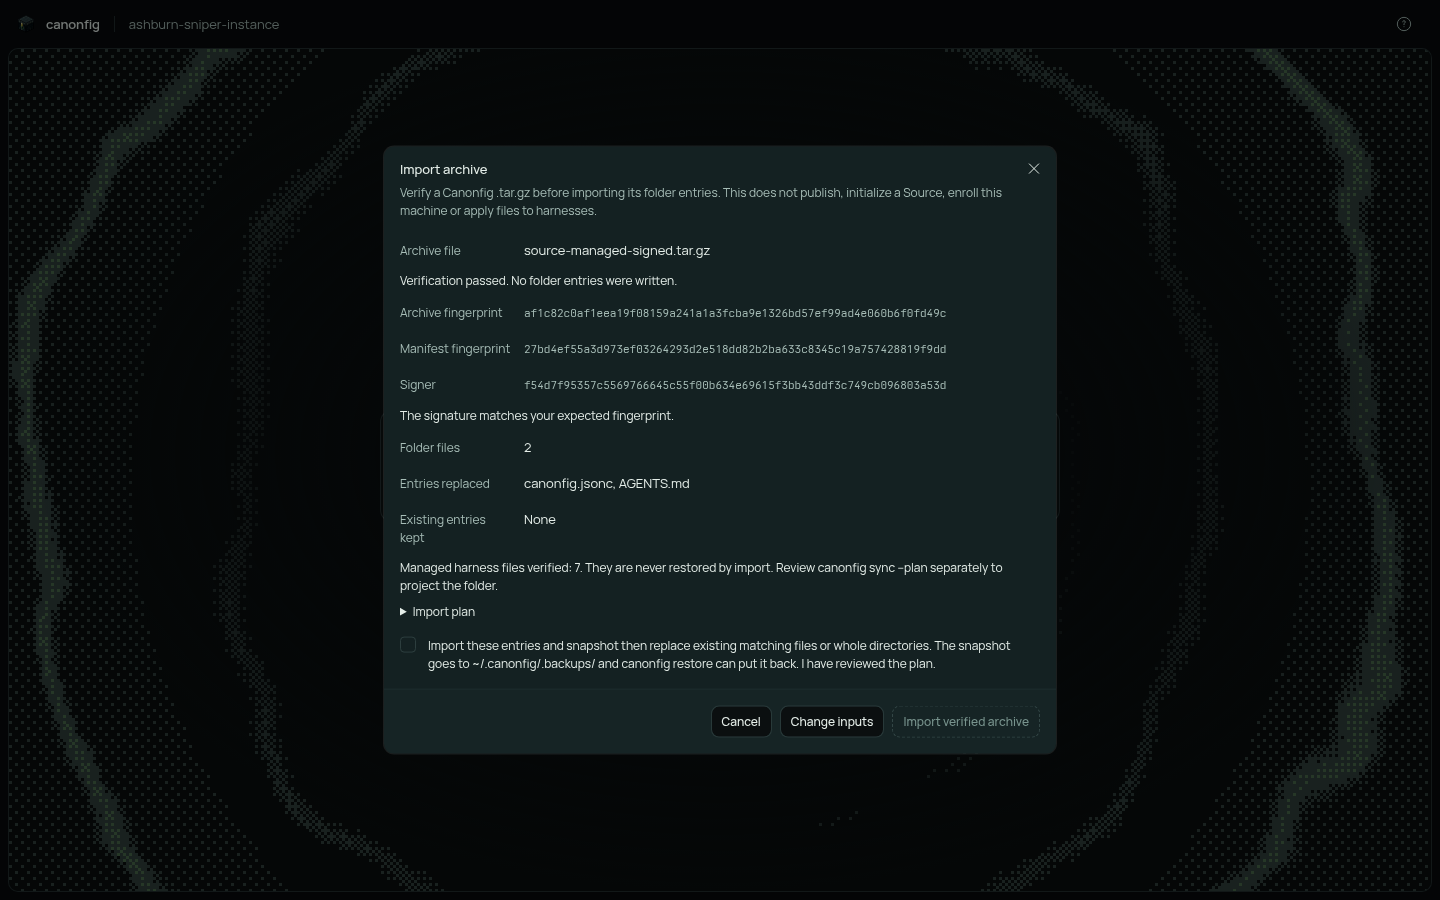 canonfig
ashburn-sniper-instance
?
Import archive
Verify a Canonfig .tar.gz before importing its folder entries. This does not publish, initialize a Source, enroll this
machine or apply files to harnesses.
Archive file source-managed-signed.tar.gz
Verification passed. No folder entries were written.
Archive fingerprint af1c82c0af1eea19f08159a241a1a3fcba9e1326bd57ef99ad4e060b6f0fd49c
Manifest fingerprint 27bd4ef55a3d973ef03264293d2e518dd82b2ba633c8345c19a757428819f9dd
Signer f54d7f95357c5569766645c55f00b634e69615f3bb43ddf3c749cb096803a53d
The signature matches your expected fingerprint.
Folder files 2
Entries replaced canonfig.jsonc, AGENTS.md
Existing entries kept None
Managed harness files verified: 7. They are never restored by import. Review canonfig sync –plan separately to
project the folder.
Import plan
Import these entries and snapshot then replace existing matching files or whole directories. The snapshot
goes to ~/.canonfig/.backups/ and canonfig restore can put it back. I have reviewed the plan.
Cancel
Change inputs
Import verified archive